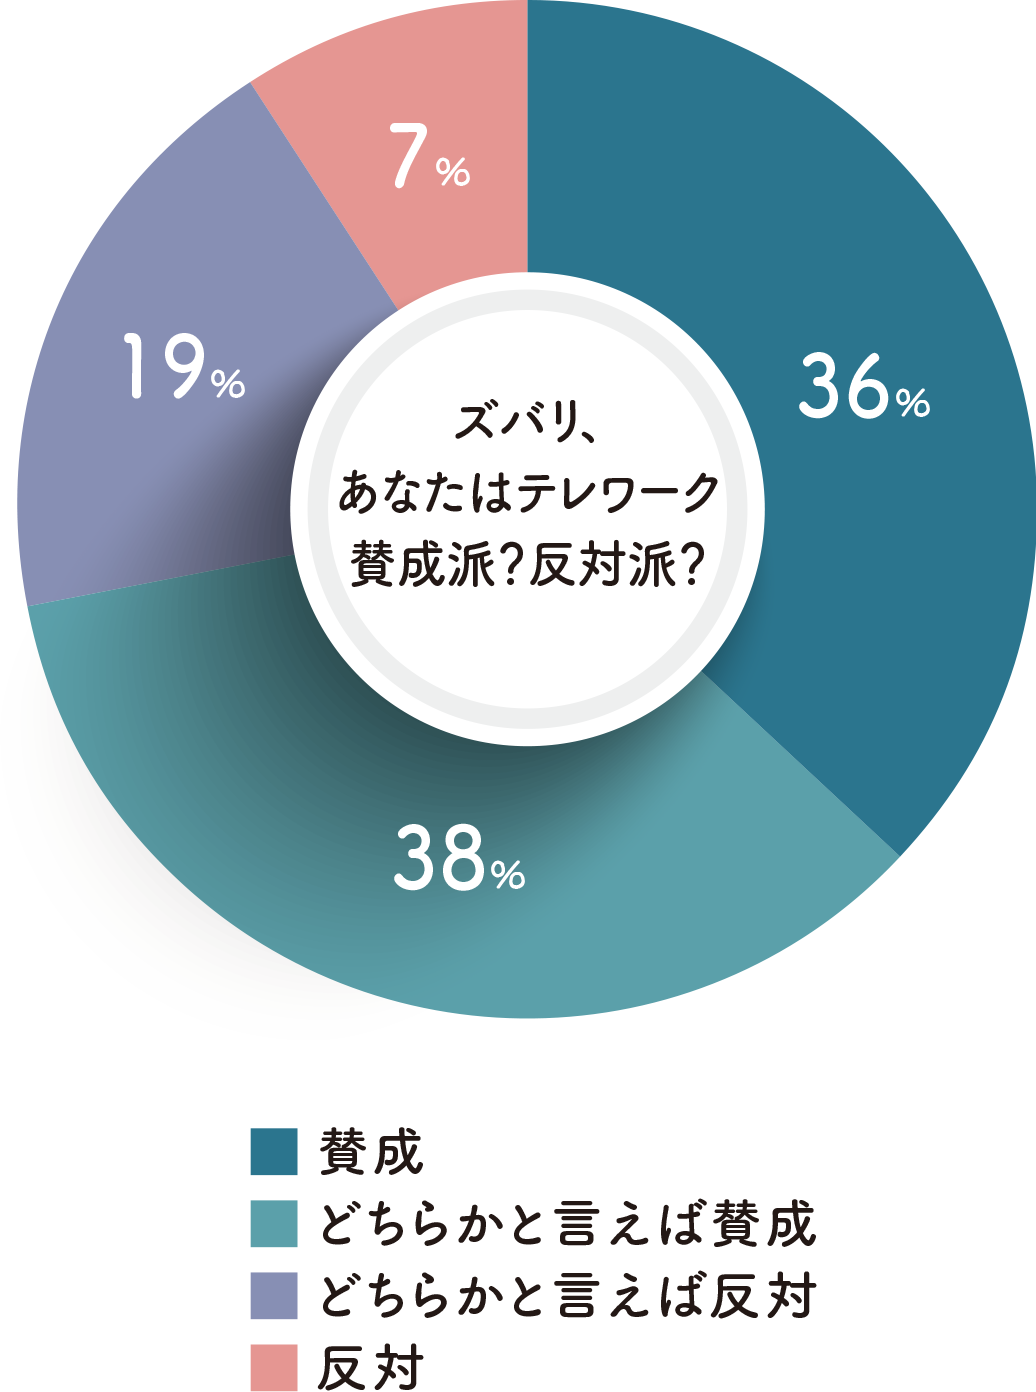 7%
36%
19%
ズバリ、
あなたはテレワーク
賛成派?反対派?
38%
賛成
どちらかと言えば賛成
どちらかと言えば反対
反対